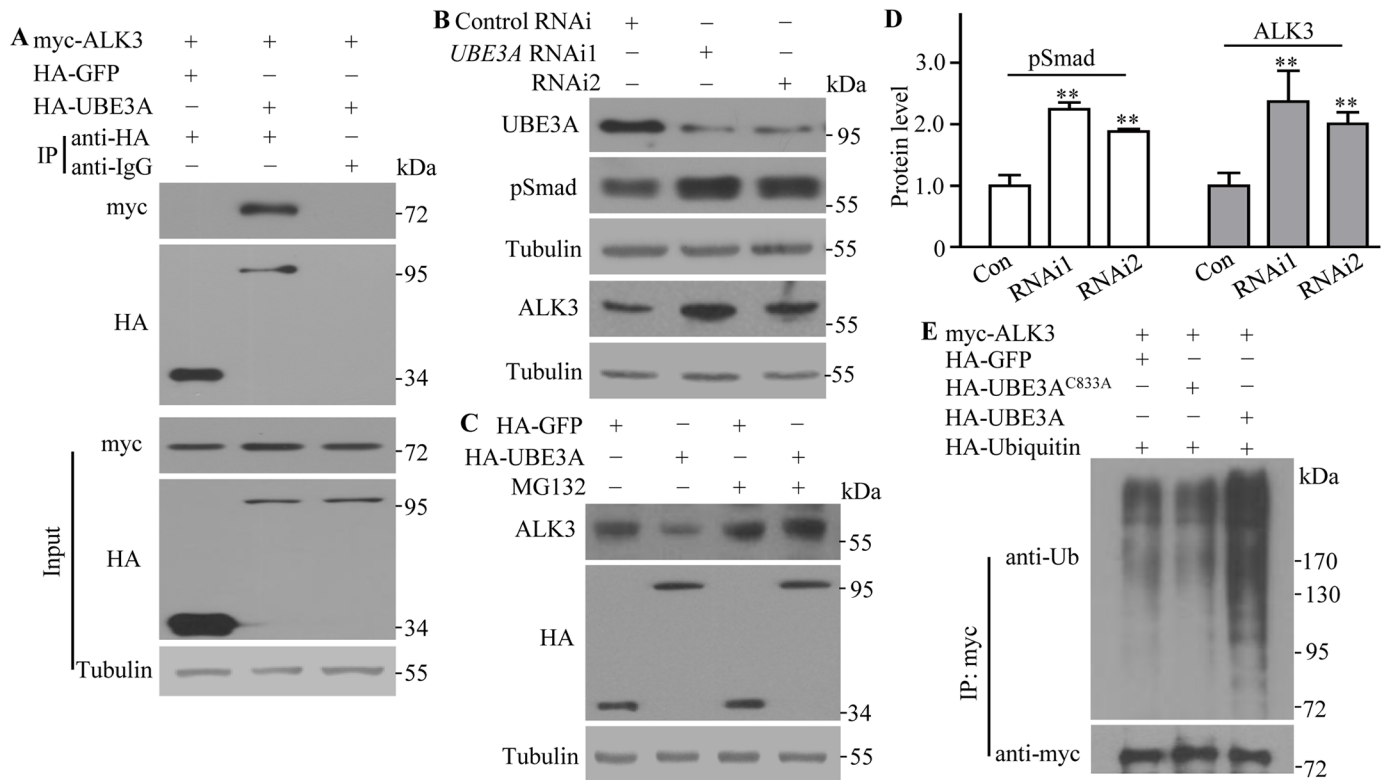 A
myc-ALK3 + + +
HA-GFP + − −
HA-UBE3A − + +
IP anti-HA + + −
anti-IgG − − +
kDa
myc
-72
-95
HA
-34
Input
myc
-72
-95
HA
-34
Tubulin
-55
B Control RNAi + − −
UBE3A RNAi1 − + −
RNAi2 − − +
kDa
UBE3A
-95
pSmad
-55
Tubulin
-55
ALK3
-55
Tubulin
-55
C HA-GFP + − + −
HA-UBE3A − + − +
MG132 − − + +
kDa
ALK3
-55
-95
HA
-34
Tubulin
-55
D
Protein level
3.0
2.0
1.0
0
pSmad
** **
ALK3
** **
Con RNAi1 RNAi2 Con RNAi1 RNAi2
E myc-ALK3 + + +
HA-GFP + − −
HA-UBE3A^C833A − + −
HA-UBE3A − − +
HA-Ubiquitin + + +
kDa
IP: myc
anti-Ub
-170
-130
-95
-72
anti-myc
-72